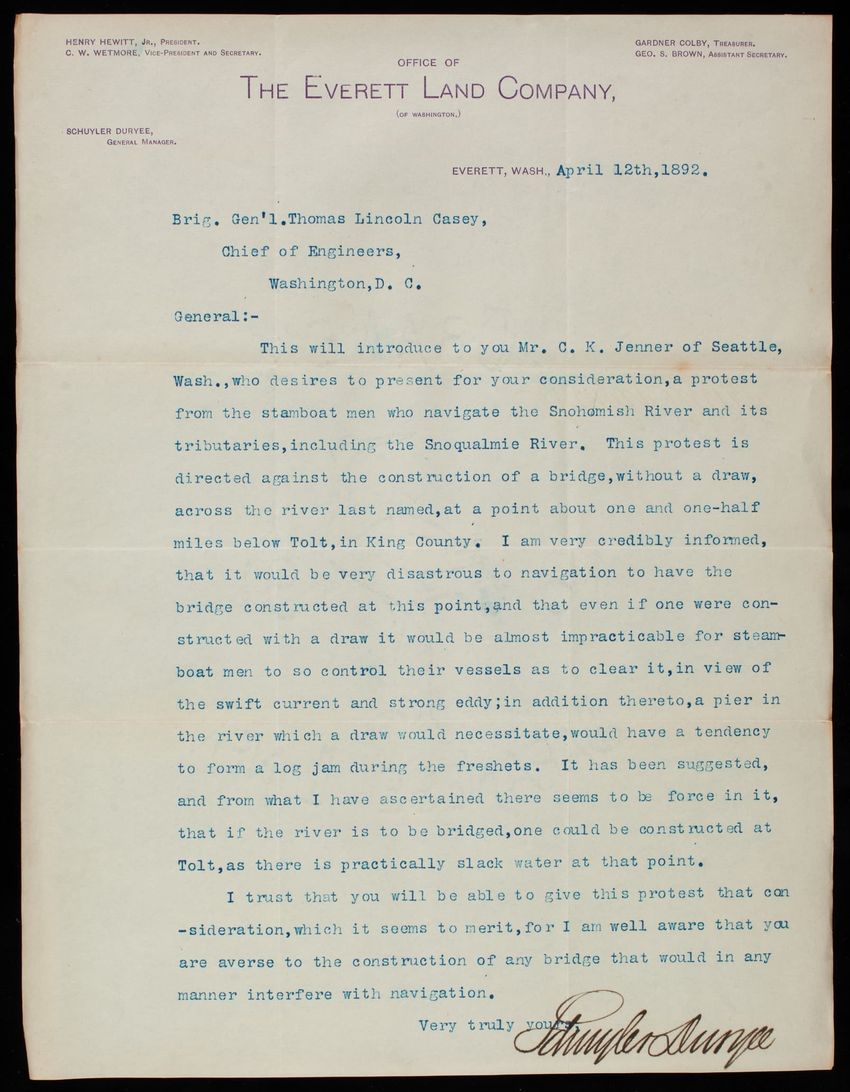 HENRY HEWITT, JR., PRESIDENT.
C. W. WETMORE, VICE-PRESIDENT AND SECRETARY.
GARDNER COLBY, TREASURER.
GEO. S. BROWN, ASSISTANT SECRETARY.
OFFICE OF
THE EVERETT LAND COMPANY,
(OF WASHINGTON.)
SCHUYLER DURYEE,
GENERAL MANAGER.
EVERETT, WASH., April 12th,1892.
Brig. Gen'l.Thomas Lincoln Casey,
Chief of Engineers,
Washington,D. C.
General:-
This will introduce to you Mr. C. K. Jenner of Seattle,
Wash.,who desires to present for your consideration,a protest
from the stamboat men who navigate the Snohomish River and its
tributaries,including the Snoqualmie River. This protest is
directed against the construction of a bridge,without a draw,
across the river last named,at a point about one and one-half
miles below Tolt,in King County. I am very credibly informed,
that it would be very disastrous to navigation to have the
bridge constructed at this point,and that even if one were con-
structed with a draw it would be almost impracticable for steam-
boat men to so control their vessels as to clear it,in view of
the swift current and strong eddy;in addition thereto,a pier in
the river which a draw would necessitate,would have a tendency
to form a log jam during the freshets. It has been suggested,
and from what I have ascertained there seems to be force in it,
that if the river is to be bridged,one could be constructed at
Tolt,as there is practically slack water at that point.
I trust that you will be able to give this protest that con
-sideration,which it seems to merit,for I am well aware that you
are averse to the construction of any bridge that would in any
manner interfere with navigation.
Very truly yours,
Schuyler Duryee